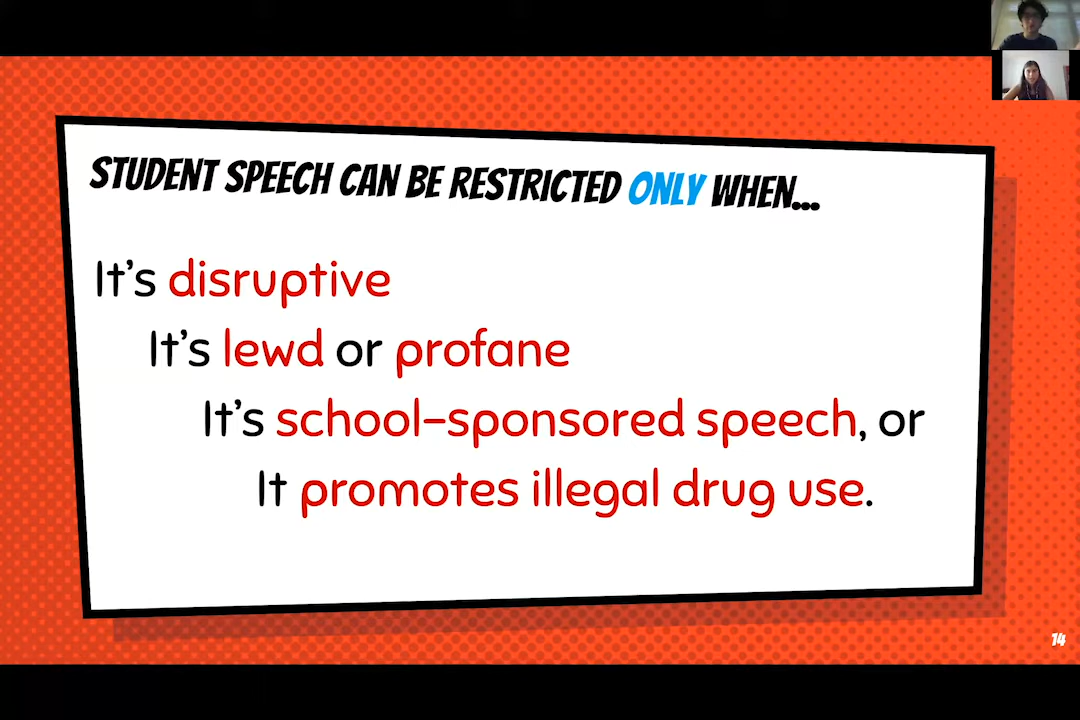 STUDENT SPEECH CAN BE RESTRICTED ONLY WHEN...
It's disruptive
It's lewd or profane
It's school-sponsored speech, or
It promotes illegal drug use.
14